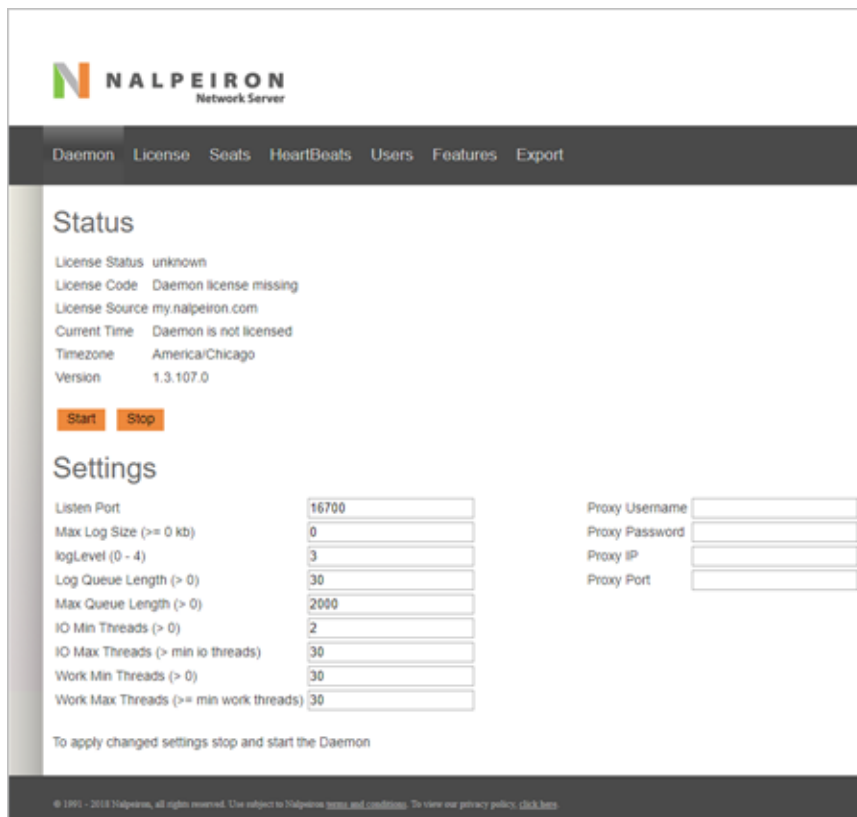 NALPEIRON
Network Server
Daemon License Seats HeartBeats Users Features Export
Status
License Status unknown
License Code Daemon license missing
License Source my.nalpeiron.com
Current Time Daemon is not licensed
Timezone America/Chicago
Version 1.3.107.0
Start Stop
Settings
Listen Port 16700 Proxy Username
Max Log Size (>= 0 kb) 0 Proxy Password
logLevel (0 - 4) 3 Proxy IP
Log Queue Length (> 0) 30 Proxy Port
Max Queue Length (> 0) 2000
IO Min Threads (> 0) 2
IO Max Threads (> min io threads) 30
Work Min Threads (> 0) 30
Work Max Threads (>= min work threads) 30
To apply changed settings stop and start the Daemon
© 1991 - 2018 Nalpeiron, all rights reserved. Use subject to Nalpeiron terms and conditions. To view our privacy policy, click here.